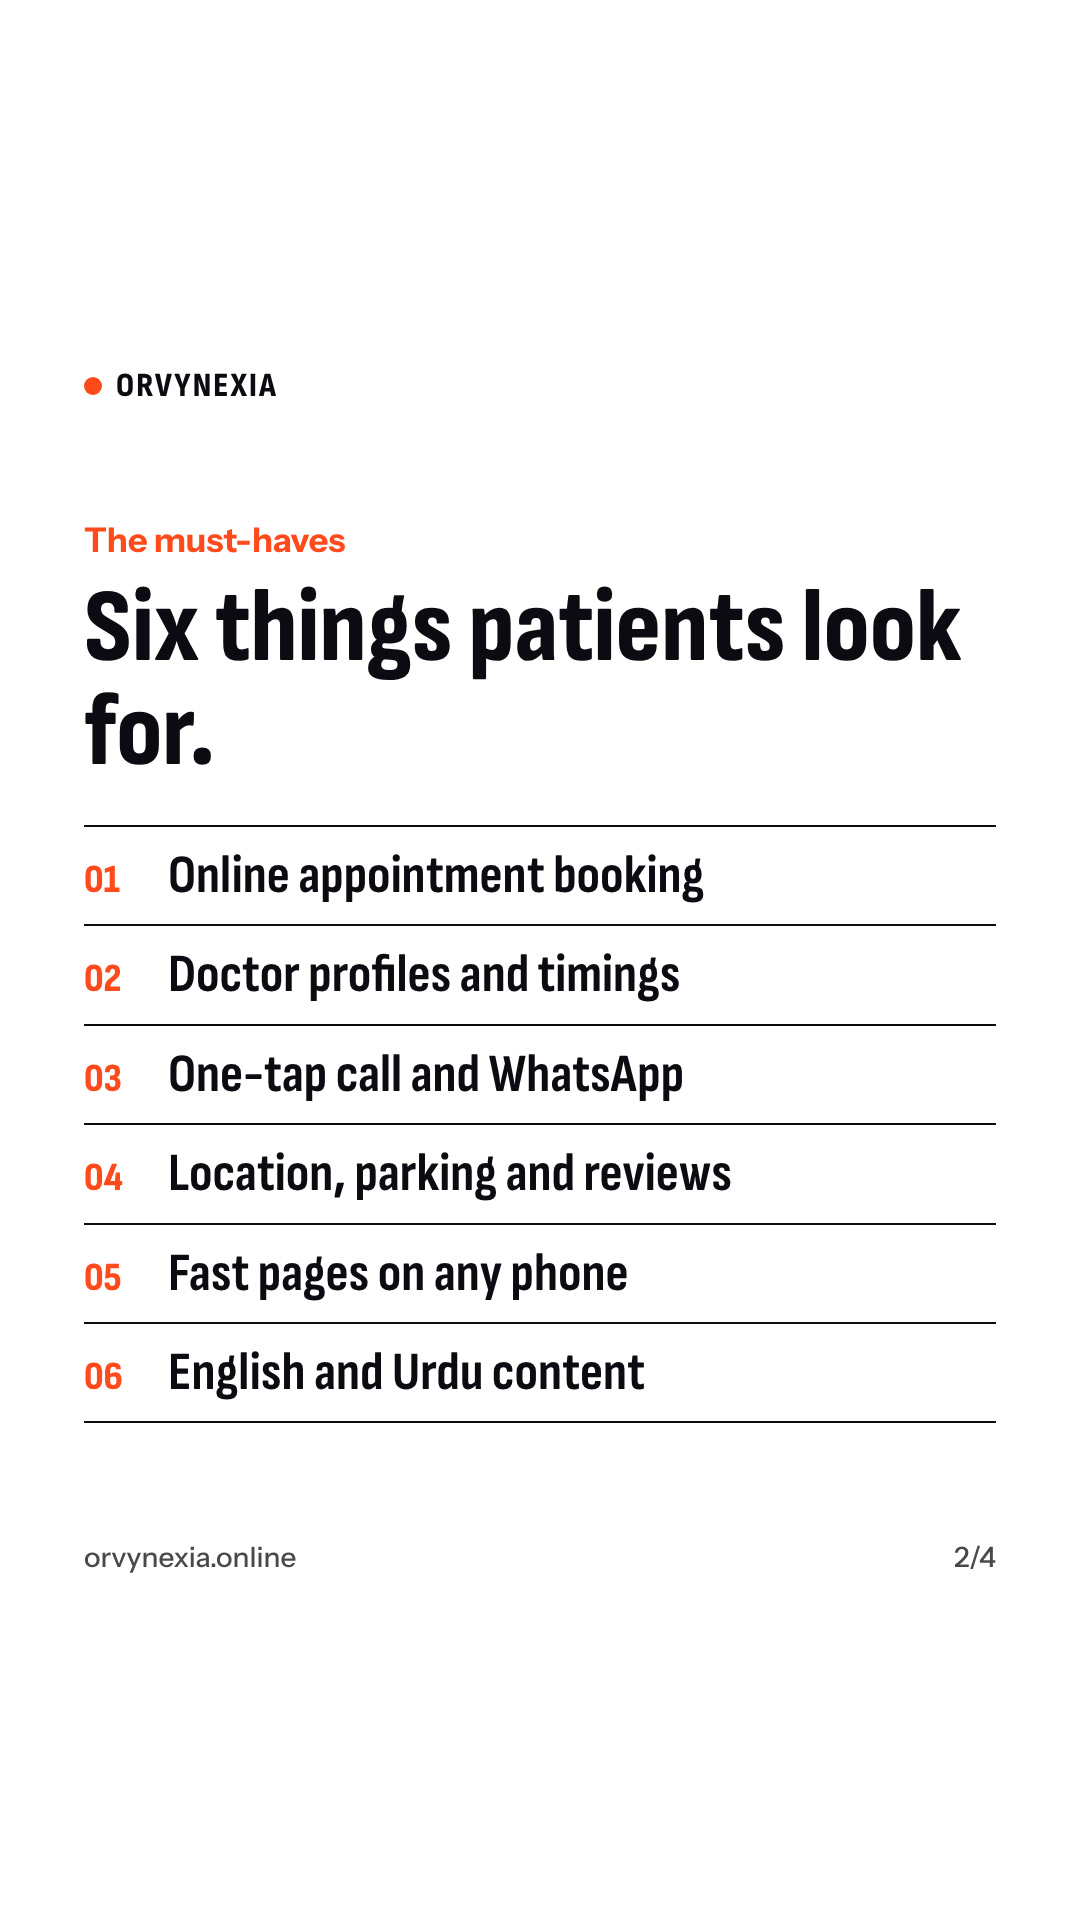 ORVYNEXIA
The must-haves
Six things patients look
for.
01 Online appointment booking
02 Doctor profiles and timings
03 One-tap call and WhatsApp
04 Location, parking and reviews
05 Fast pages on any phone
06 English and Urdu content
orvynexia.online 2/4